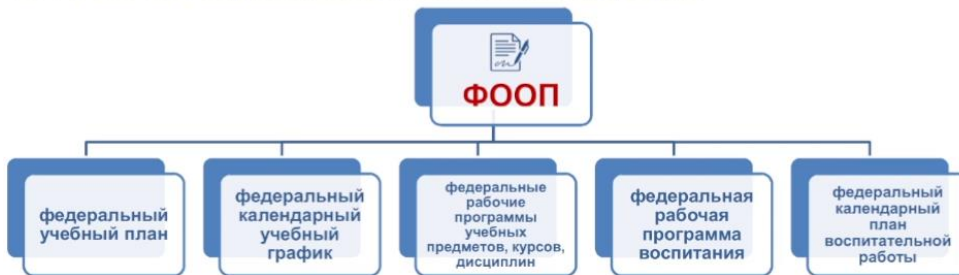 ФООП
федеральный
учебный план
федеральный
календарный
учебный
график
федеральные
рабочие
программы
учебных
предметов, курсов,
дисциплин
федеральная
рабочая
программа
воспитания
федеральный
календарный
план
воспитательной
работы